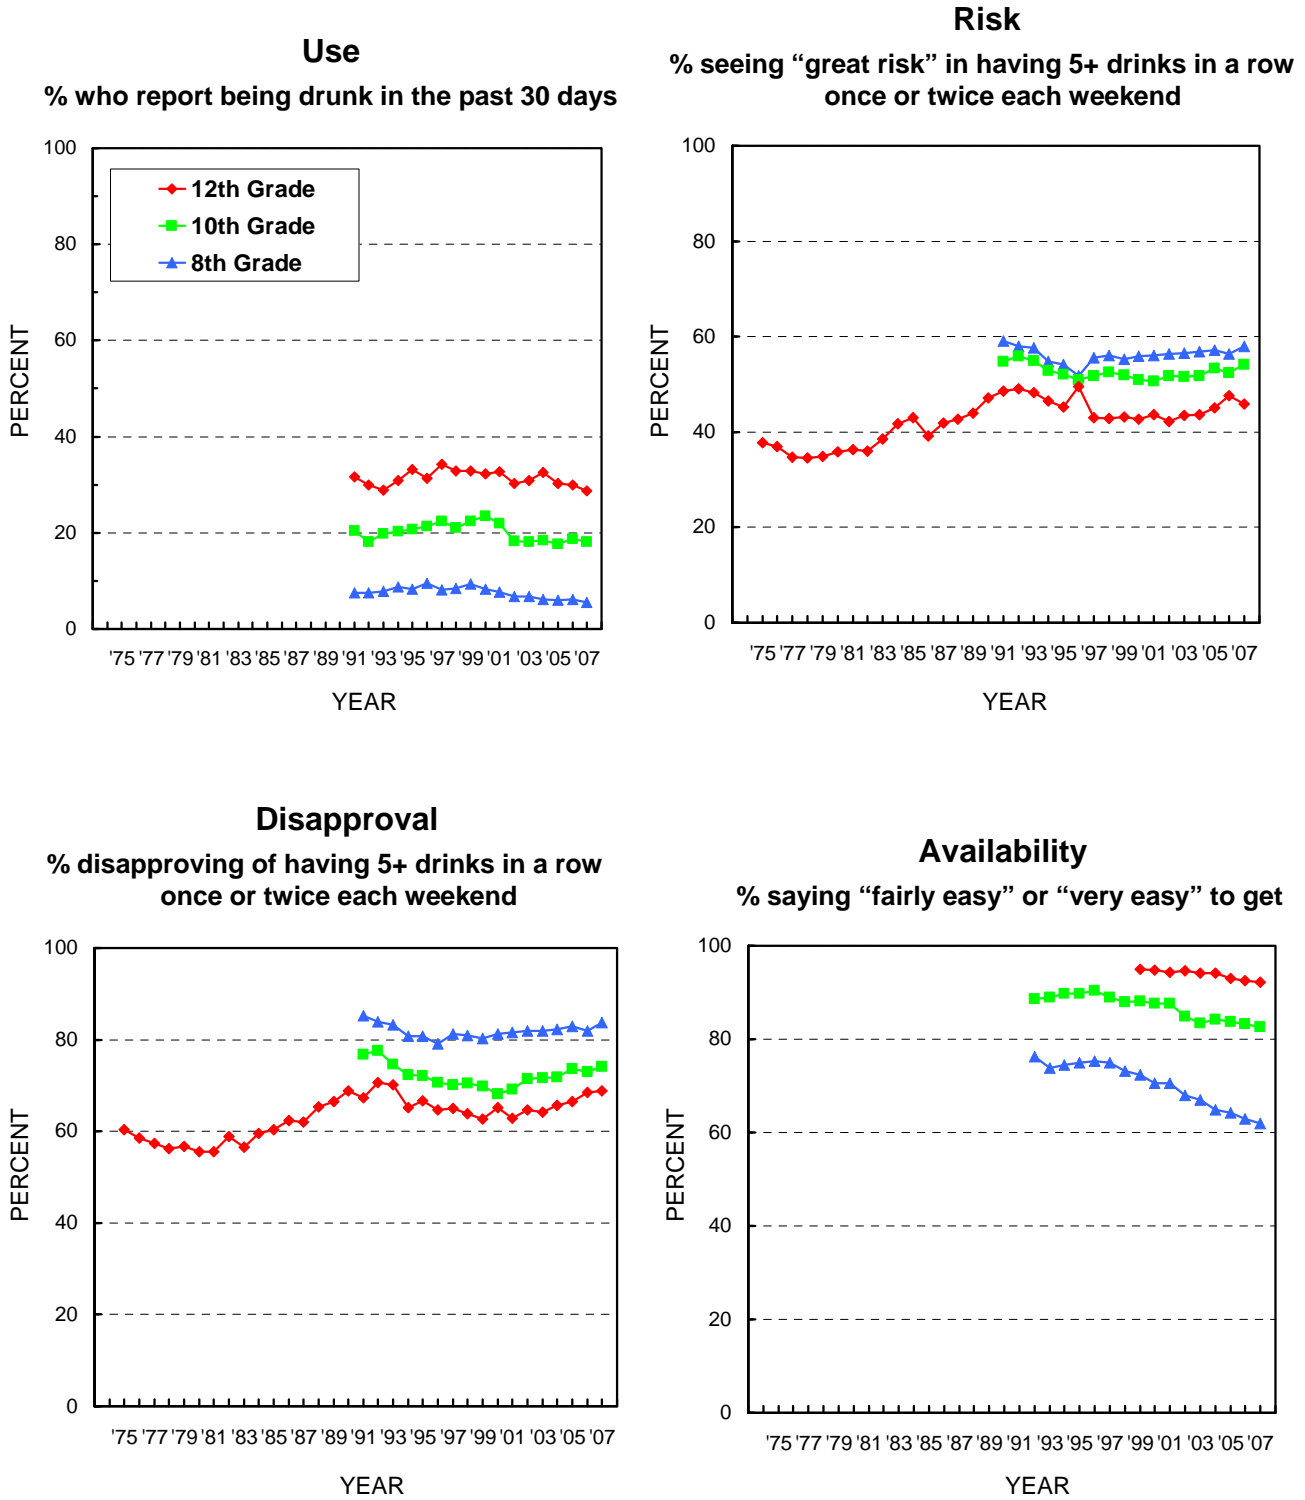 Use
% who report being drunk in the past 30 days
100
80
60
40
20
0
PERCENT
12th Grade
10th Grade
8th Grade
'75 '77 '79 '81 '83 '85 '87 '89 '91 '93 '95 '97 '99 '01 '03 '05 '07
YEAR
Risk
% seeing “great risk” in having 5+ drinks in a row
once or twice each weekend
100
80
60
40
20
0
PERCENT
'75 '77 '79 '81 '83 '85 '87 '89 '91 '93 '95 '97 '99 '01 '03 '05 '07
YEAR
Disapproval
% disapproving of having 5+ drinks in a row
once or twice each weekend
100
80
60
40
20
0
PERCENT
'75 '77 '79 '81 '83 '85 '87 '89 '91 '93 '95 '97 '99 '01 '03 '05 '07
YEAR
Availability
% saying “fairly easy” or “very easy” to get
100
80
60
40
20
0
PERCENT
'75 '77 '79 '81 '83 '85 '87 '89 '91 '93 '95 '97 '99 '01 '03 '05 '07
YEAR